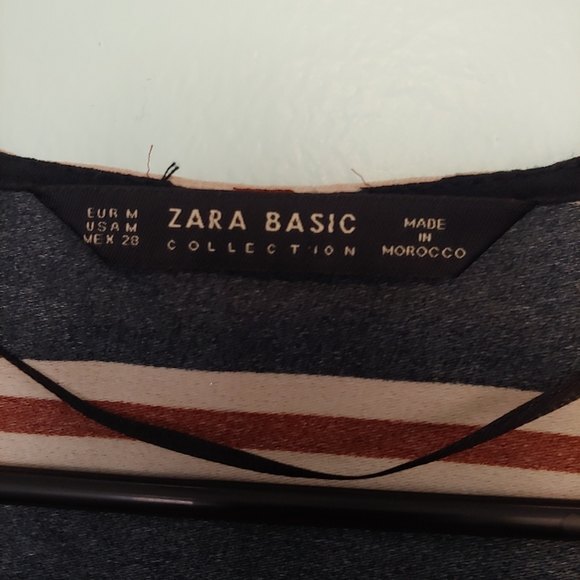 EUR M
USA M
MEX 28
ZARA BASIC
COLLECTION
MADE
IN
MOROCCO